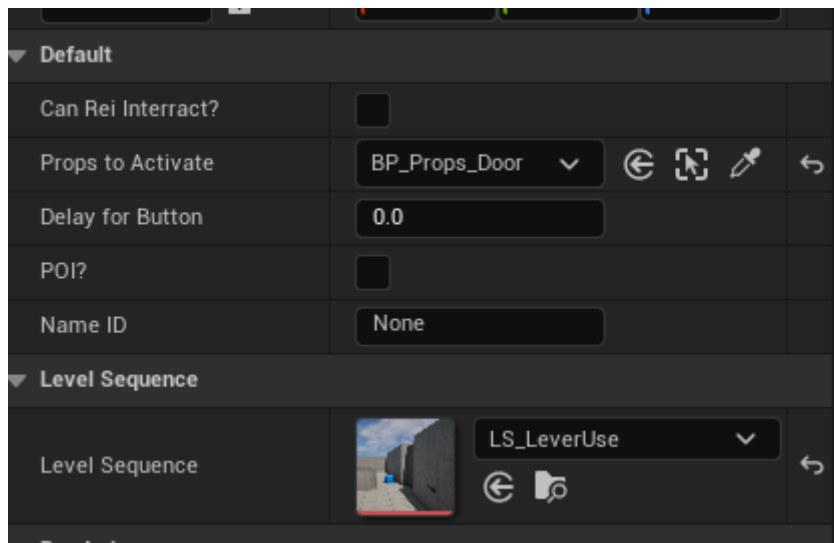 Default
Can Rei Interract?
Props to Activate
BP_Props_Door
Delay for Button
0.0
POI?
Name ID
None
Level Sequence
Level Sequence
LS_LeverUse